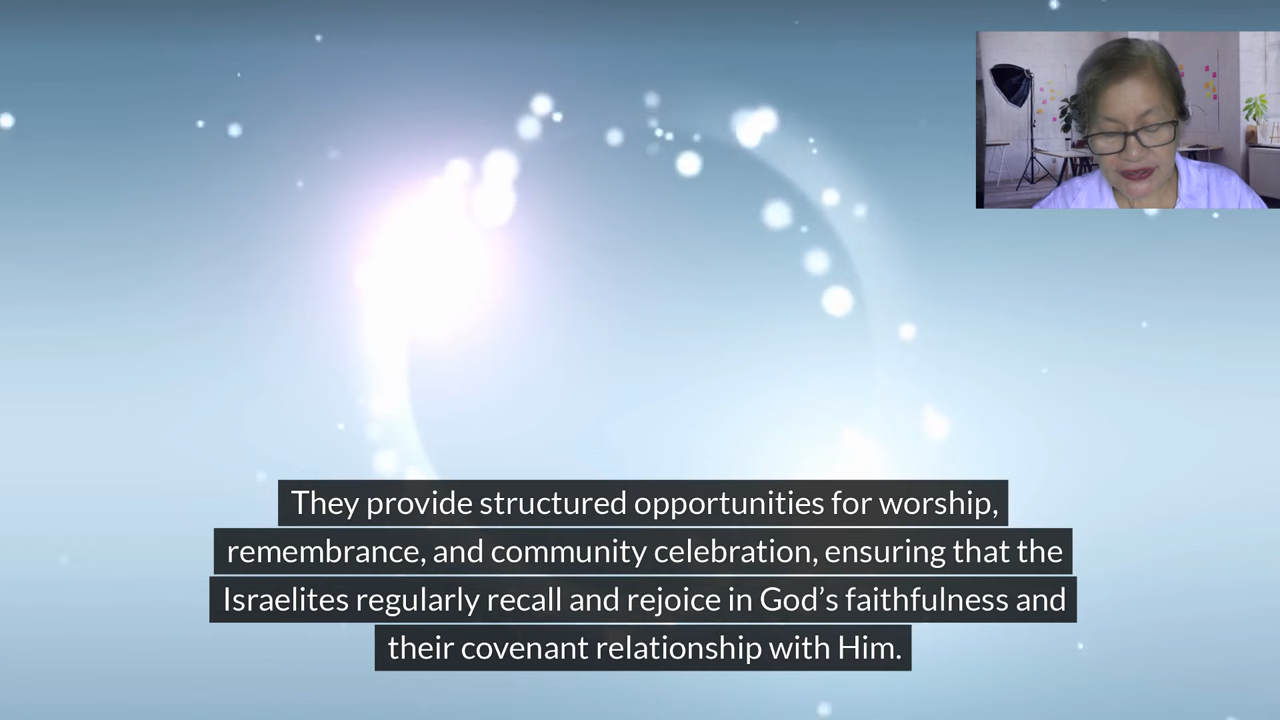 They provide structured opportunities for worship,
remembrance, and community celebration, ensuring that the
Israelites regularly recall and rejoice in God’s faithfulness and
their covenant relationship with Him.